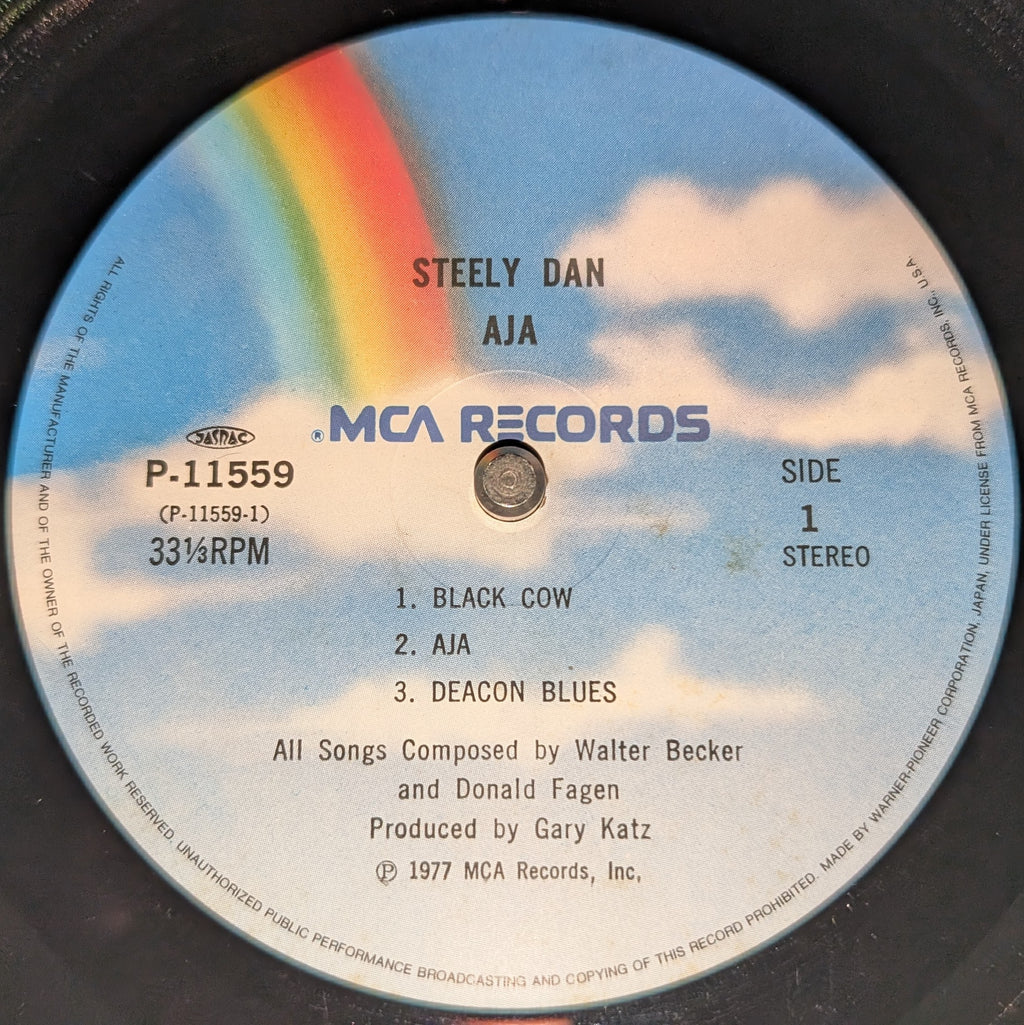 STEELY DAN
AJA
® MCA RECORDS
JASRAC
P-11559
(P-11559-1)
33⅓RPM
SIDE
1
STEREO
1. BLACK COW
2. AJA
3. DEACON BLUES
All Songs Composed by Walter Becker
and Donald Fagen
Produced by Gary Katz
℗ 1977 MCA Records, Inc.
ALL RIGHTS OF THE MANUFACTURER AND OF THE OWNER OF THE RECORDED WORK RESERVED. UNAUTHORIZED PUBLIC PERFORMANCE BROADCASTING AND COPYING OF THIS RECORD PROHIBITED. MADE BY WARNER-PIONEER CORPORATION, JAPAN, UNDER LICENSE FROM MCA RECORDS, INC., U.S.A